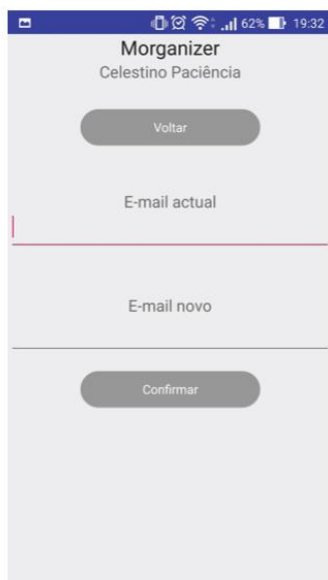 62% 19:32
Morganizer
Celestino Paciência
Voltar
E-mail actual
E-mail novo
Confirmar